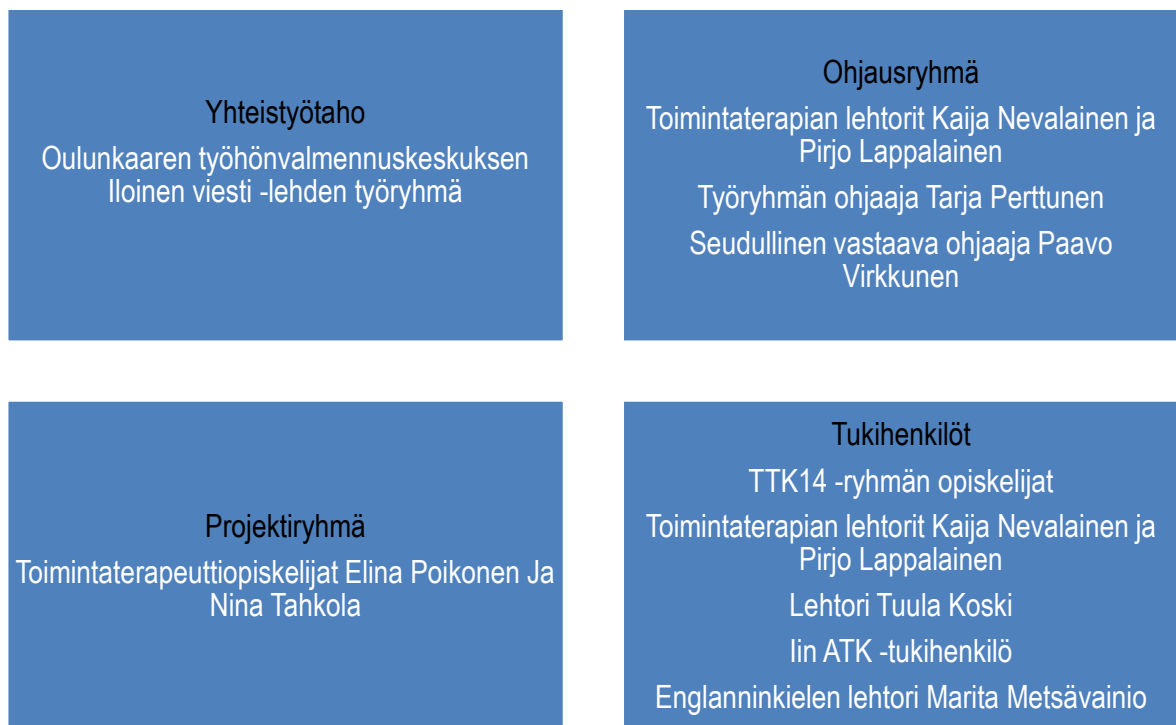 Yhteistyötaho
Oulunkaaren työhönvalmennuskeskuksen
Iloinen viesti -lehden työryhmä
Ohjausryhmä
Toimintaterapian lehtorit Kaija Nevalainen ja
Pirjo Lappalainen
Työryhmän ohjaaja Tarja Perttunen
Seudullinen vastaava ohjaaja Paavo
Virkkunen
Projektiryhmä
Toimintaterapeuttiopiskelijat Elina Poikonen Ja
Nina Tahkola
Tukihenkilöt
TTK14 -ryhmän opiskelijat
Toimintaterapian lehtorit Kaija Nevalainen ja
Pirjo Lappalainen
Lehtori Tuula Koski
Iin ATK -tukihenkilö
Englanninkielen lehtori Marita Metsävainio